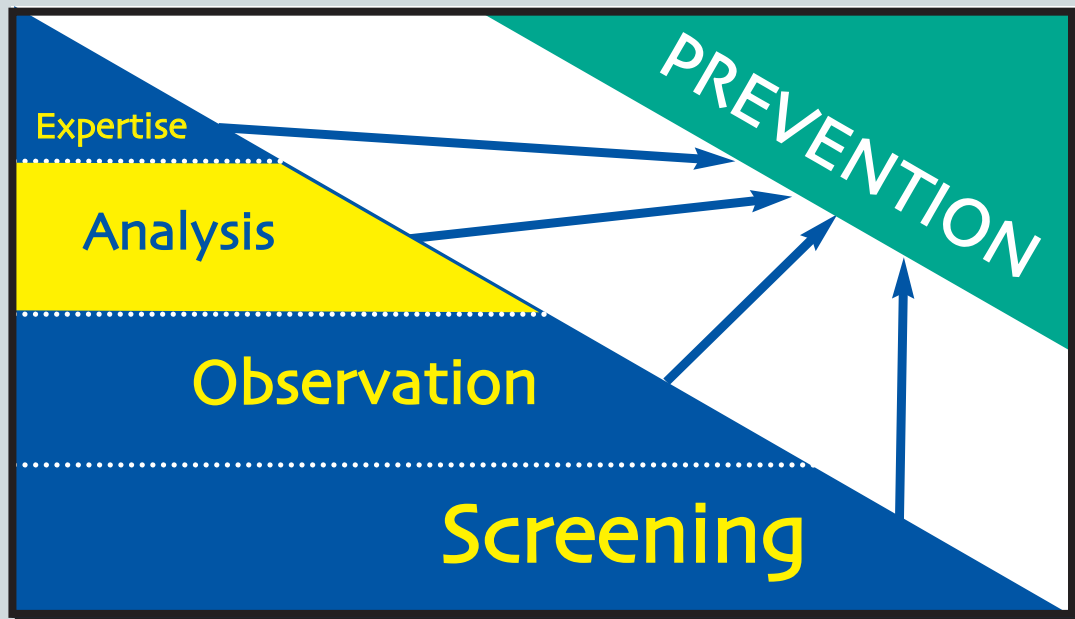 PREVENTION
Expertise
Analysis
Observation
Screening